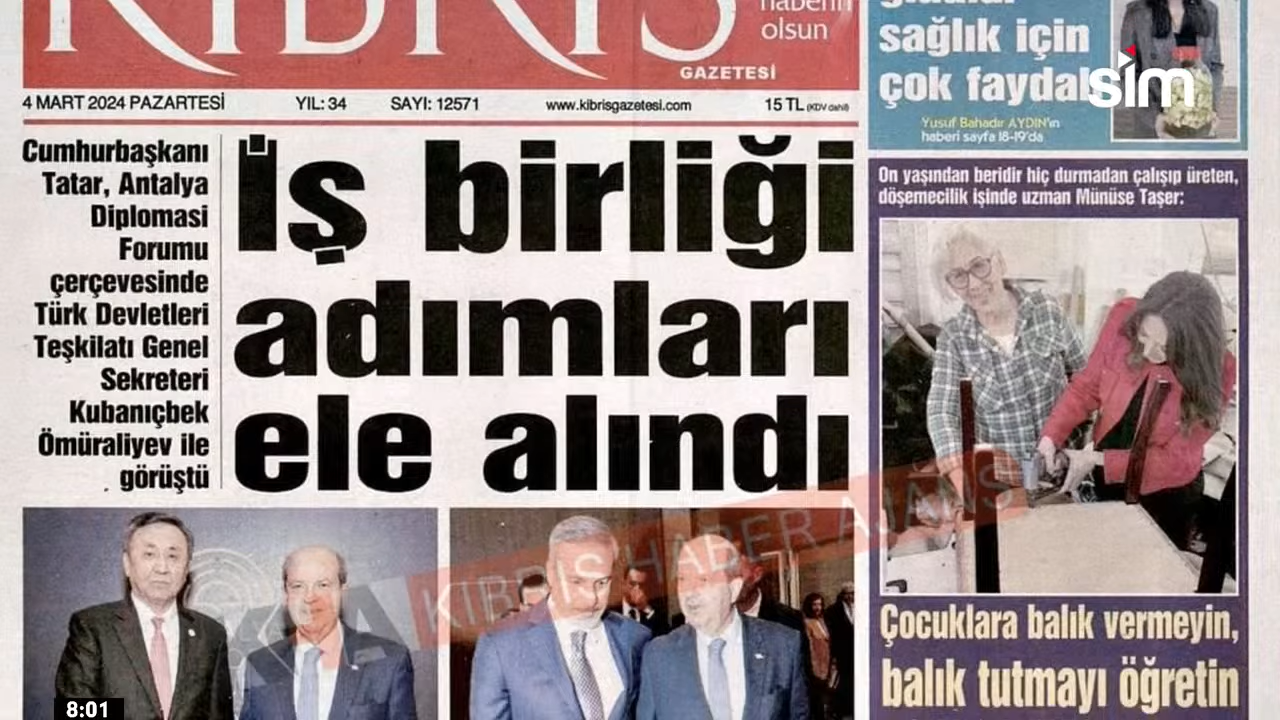 KIBRIS
haberin
olsun
GAZETESİ
4 MART 2024 PAZARTESİ YIL: 34 SAYI: 12571 www.kibrisgazetesi.com 15 TL (KDV dahil)
Cumhurbaşkanı
Tatar, Antalya
Diplomasi
Forumu
çerçevesinde
Türk Devletleri
Teşkilatı Genel
Sekreteri
Kubanıçbek
Ömüraliyev ile
görüştü
İş birliği
adımları
ele alındı
sağlık için
çok faydalı
sim
Yusuf Bahadır AYDIN'ın
haberi sayfa 18-19'da
On yaşından beridir hiç durmadan çalışıp üreten,
döşemecilik işinde uzman Münüse Taşer:
Çocuklara balık vermeyin,
balık tutmayı öğretin
KIBRIS HABER AJANS
8:01